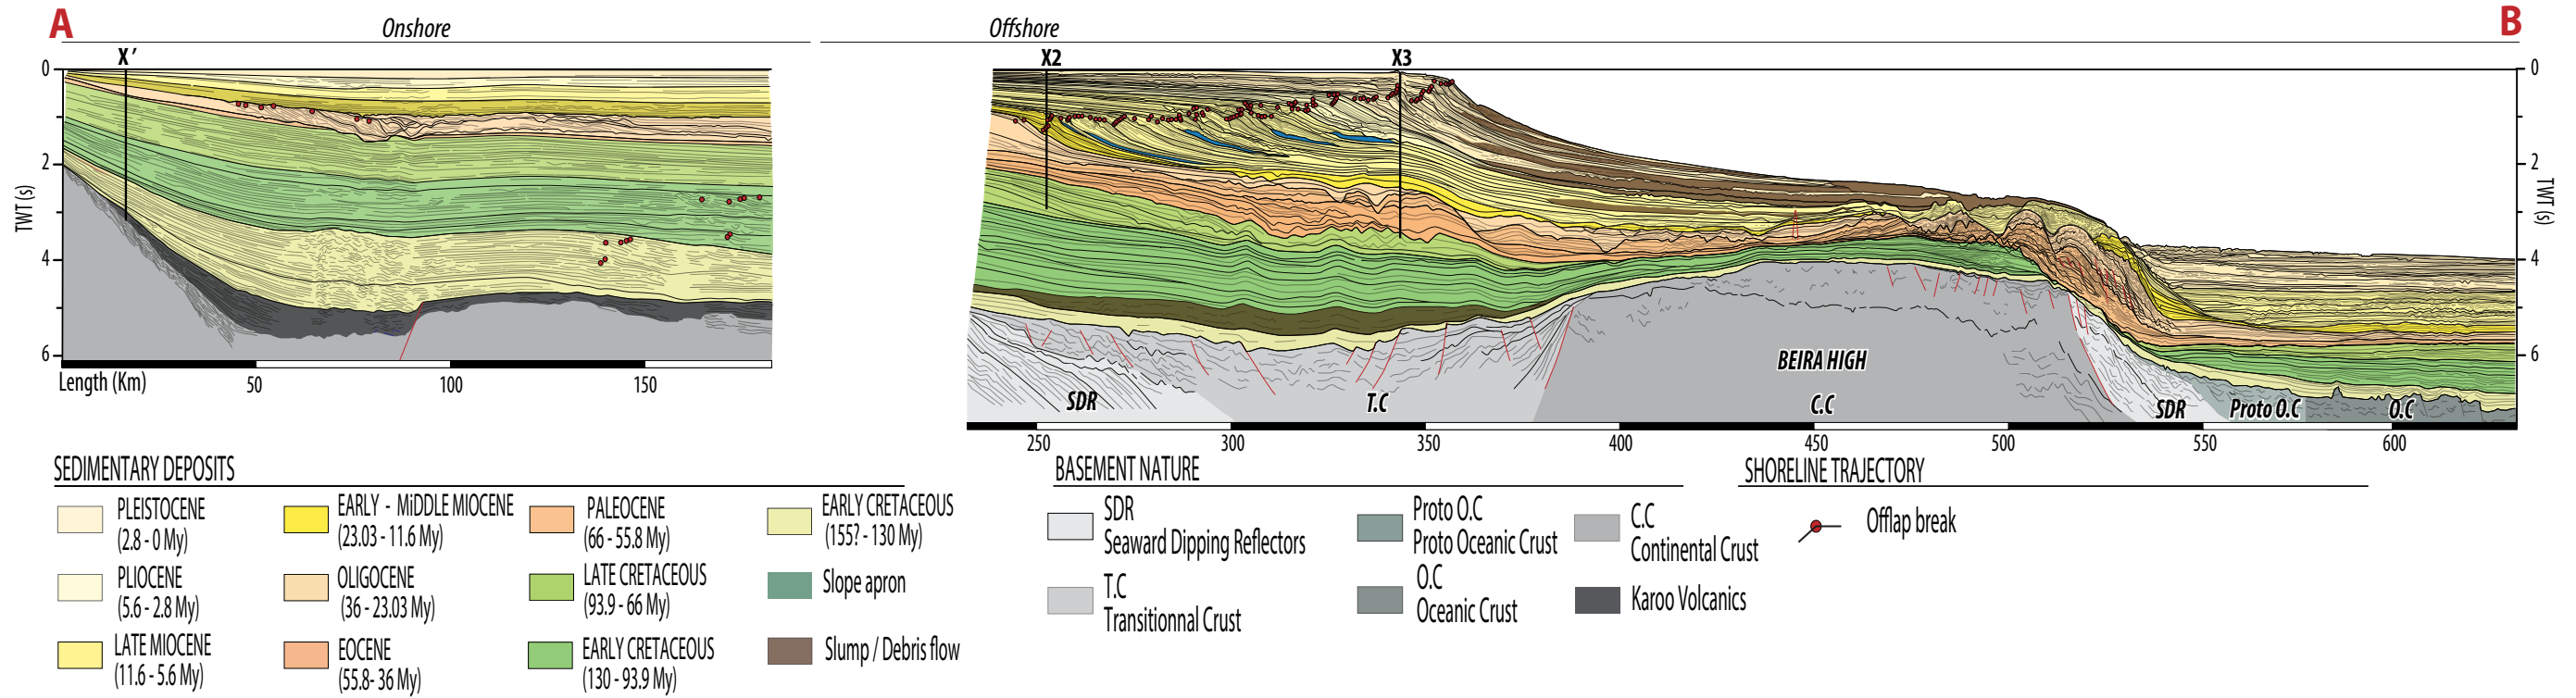 A
Onshore
Offshore
B
X'
X2
X3
0
2
4
6
TWT (s)
0
2
4
6
TWT (s)
Length (Km)
50
100
150
250
300
350
400
450
500
550
600
SDR
T.C
BEIRA HIGH
C.C
SDR
Proto O.C
O.C
SEDIMENTARY DEPOSITS
PLEISTOCENE
(2.8 - 0 My)
PLIOCENE
(5.6 - 2.8 My)
LATE MIOCENE
(11.6 - 5.6 My)
EARLY - MiDDLE MIOCENE
(23.03 - 11.6 My)
OLIGOCENE
(36 - 23.03 My)
EOCENE
(55.8- 36 My)
PALEOCENE
(66 - 55.8 My)
LATE CRETACEOUS
(93.9 - 66 My)
EARLY CRETACEOUS
(130 - 93.9 My)
EARLY CRETACEOUS
(155? - 130 My)
Slope apron
Slump / Debris flow
BASEMENT NATURE
SDR
Seaward Dipping Reflectors
T.C
Transitionnal Crust
Proto O.C
Proto Oceanic Crust
O.C
Oceanic Crust
C.C
Continental Crust
Karoo Volcanics
SHORELINE TRAJECTORY
Offlap break